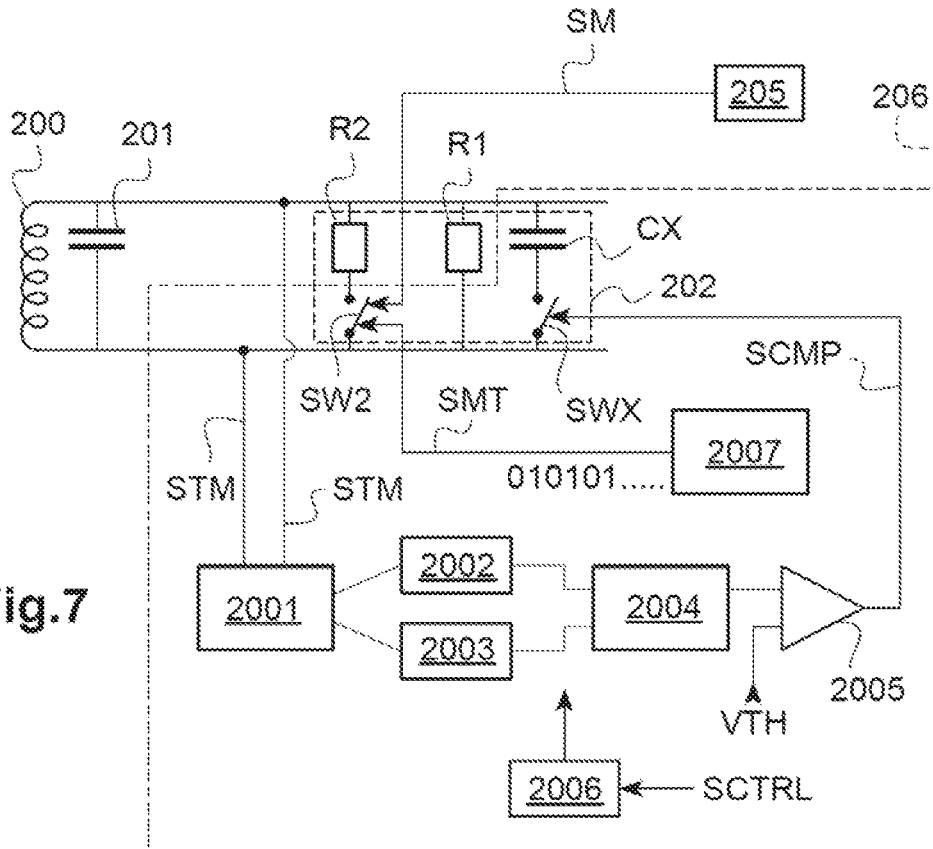 SM
200
201
R2
R1
205
206
CX
202
SW2
SMT
SWX
SCMP
2007
010101.....
STM
STM
ig.7
2001
2002
2003
2004
2005
VTH
2006
SCTRL